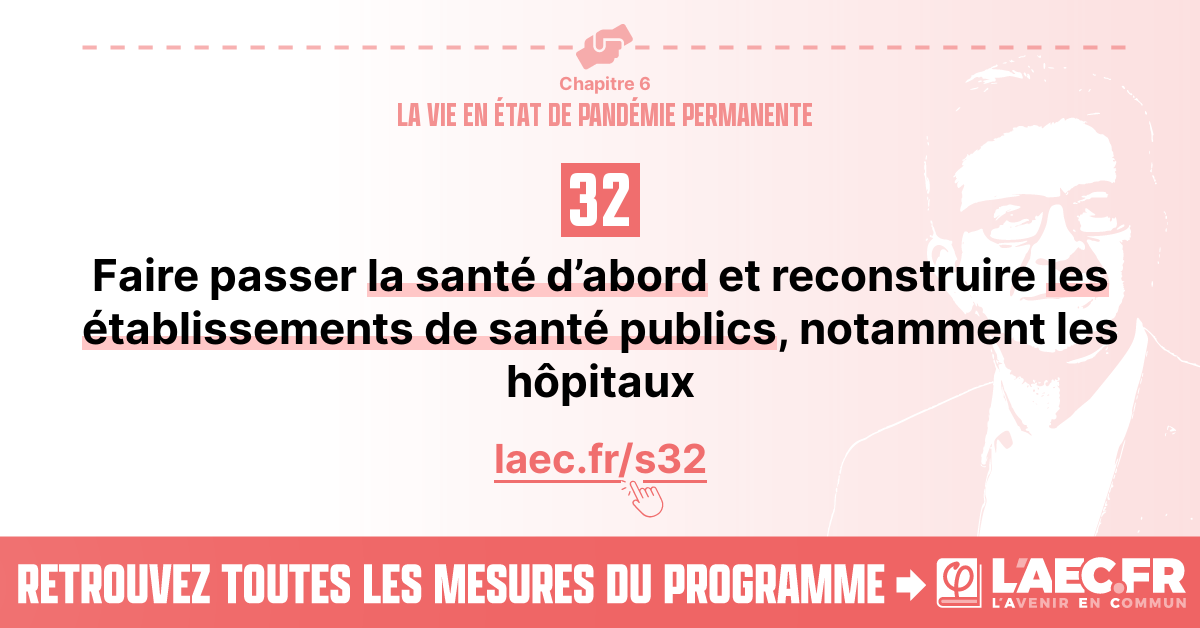 Chapitre 6
LA VIE EN ÉTAT DE PANDÉMIE PERMANENTE
32
Faire passer la santé d’abord et reconstruire les
établissements de santé publics, notamment les
hôpitaux
laec.fr/s32
RETROUVEZ TOUTES LES MESURES DU PROGRAMME
φ L'AEC.FR
L'AVENIR EN COMMUN